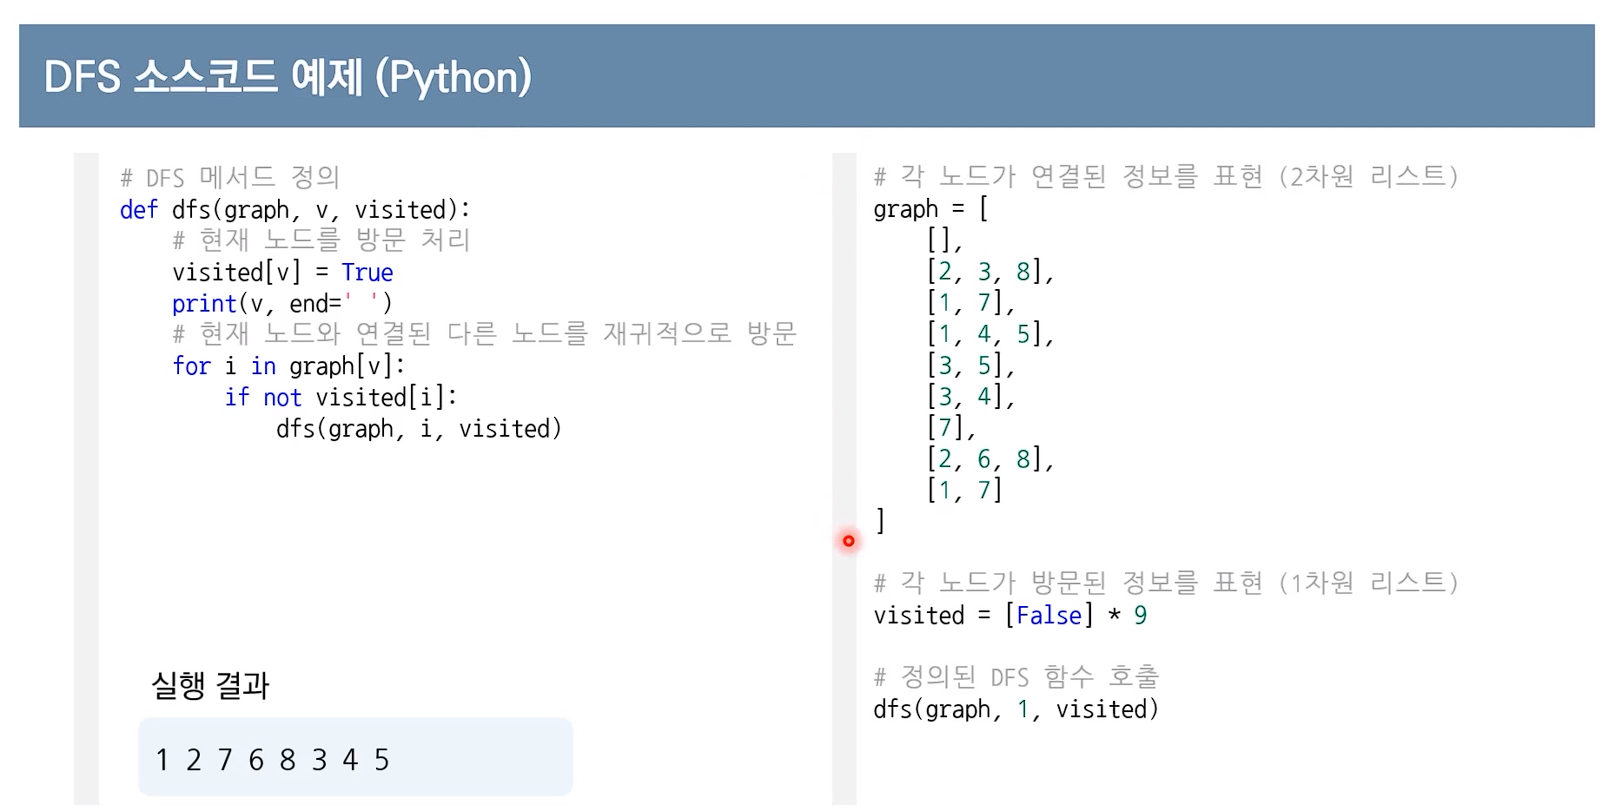 DFS 소스코드 예제 (Python)
# DFS 메서드 정의
def dfs(graph, v, visited):
    # 현재 노드를 방문 처리
    visited[v] = True
    print(v, end=' ')
    # 현재 노드와 연결된 다른 노드를 재귀적으로 방문
    for i in graph[v]:
        if not visited[i]:
            dfs(graph, i, visited)
실행 결과
1 2 7 6 8 3 4 5
# 각 노드가 연결된 정보를 표현 (2차원 리스트)
graph = [
    [],
    [2, 3, 8],
    [1, 7],
    [1, 4, 5],
    [3, 5],
    [3, 4],
    [7],
    [2, 6, 8],
    [1, 7]
]
# 각 노드가 방문된 정보를 표현 (1차원 리스트)
visited = [False] * 9
# 정의된 DFS 함수 호출
dfs(graph, 1, visited)